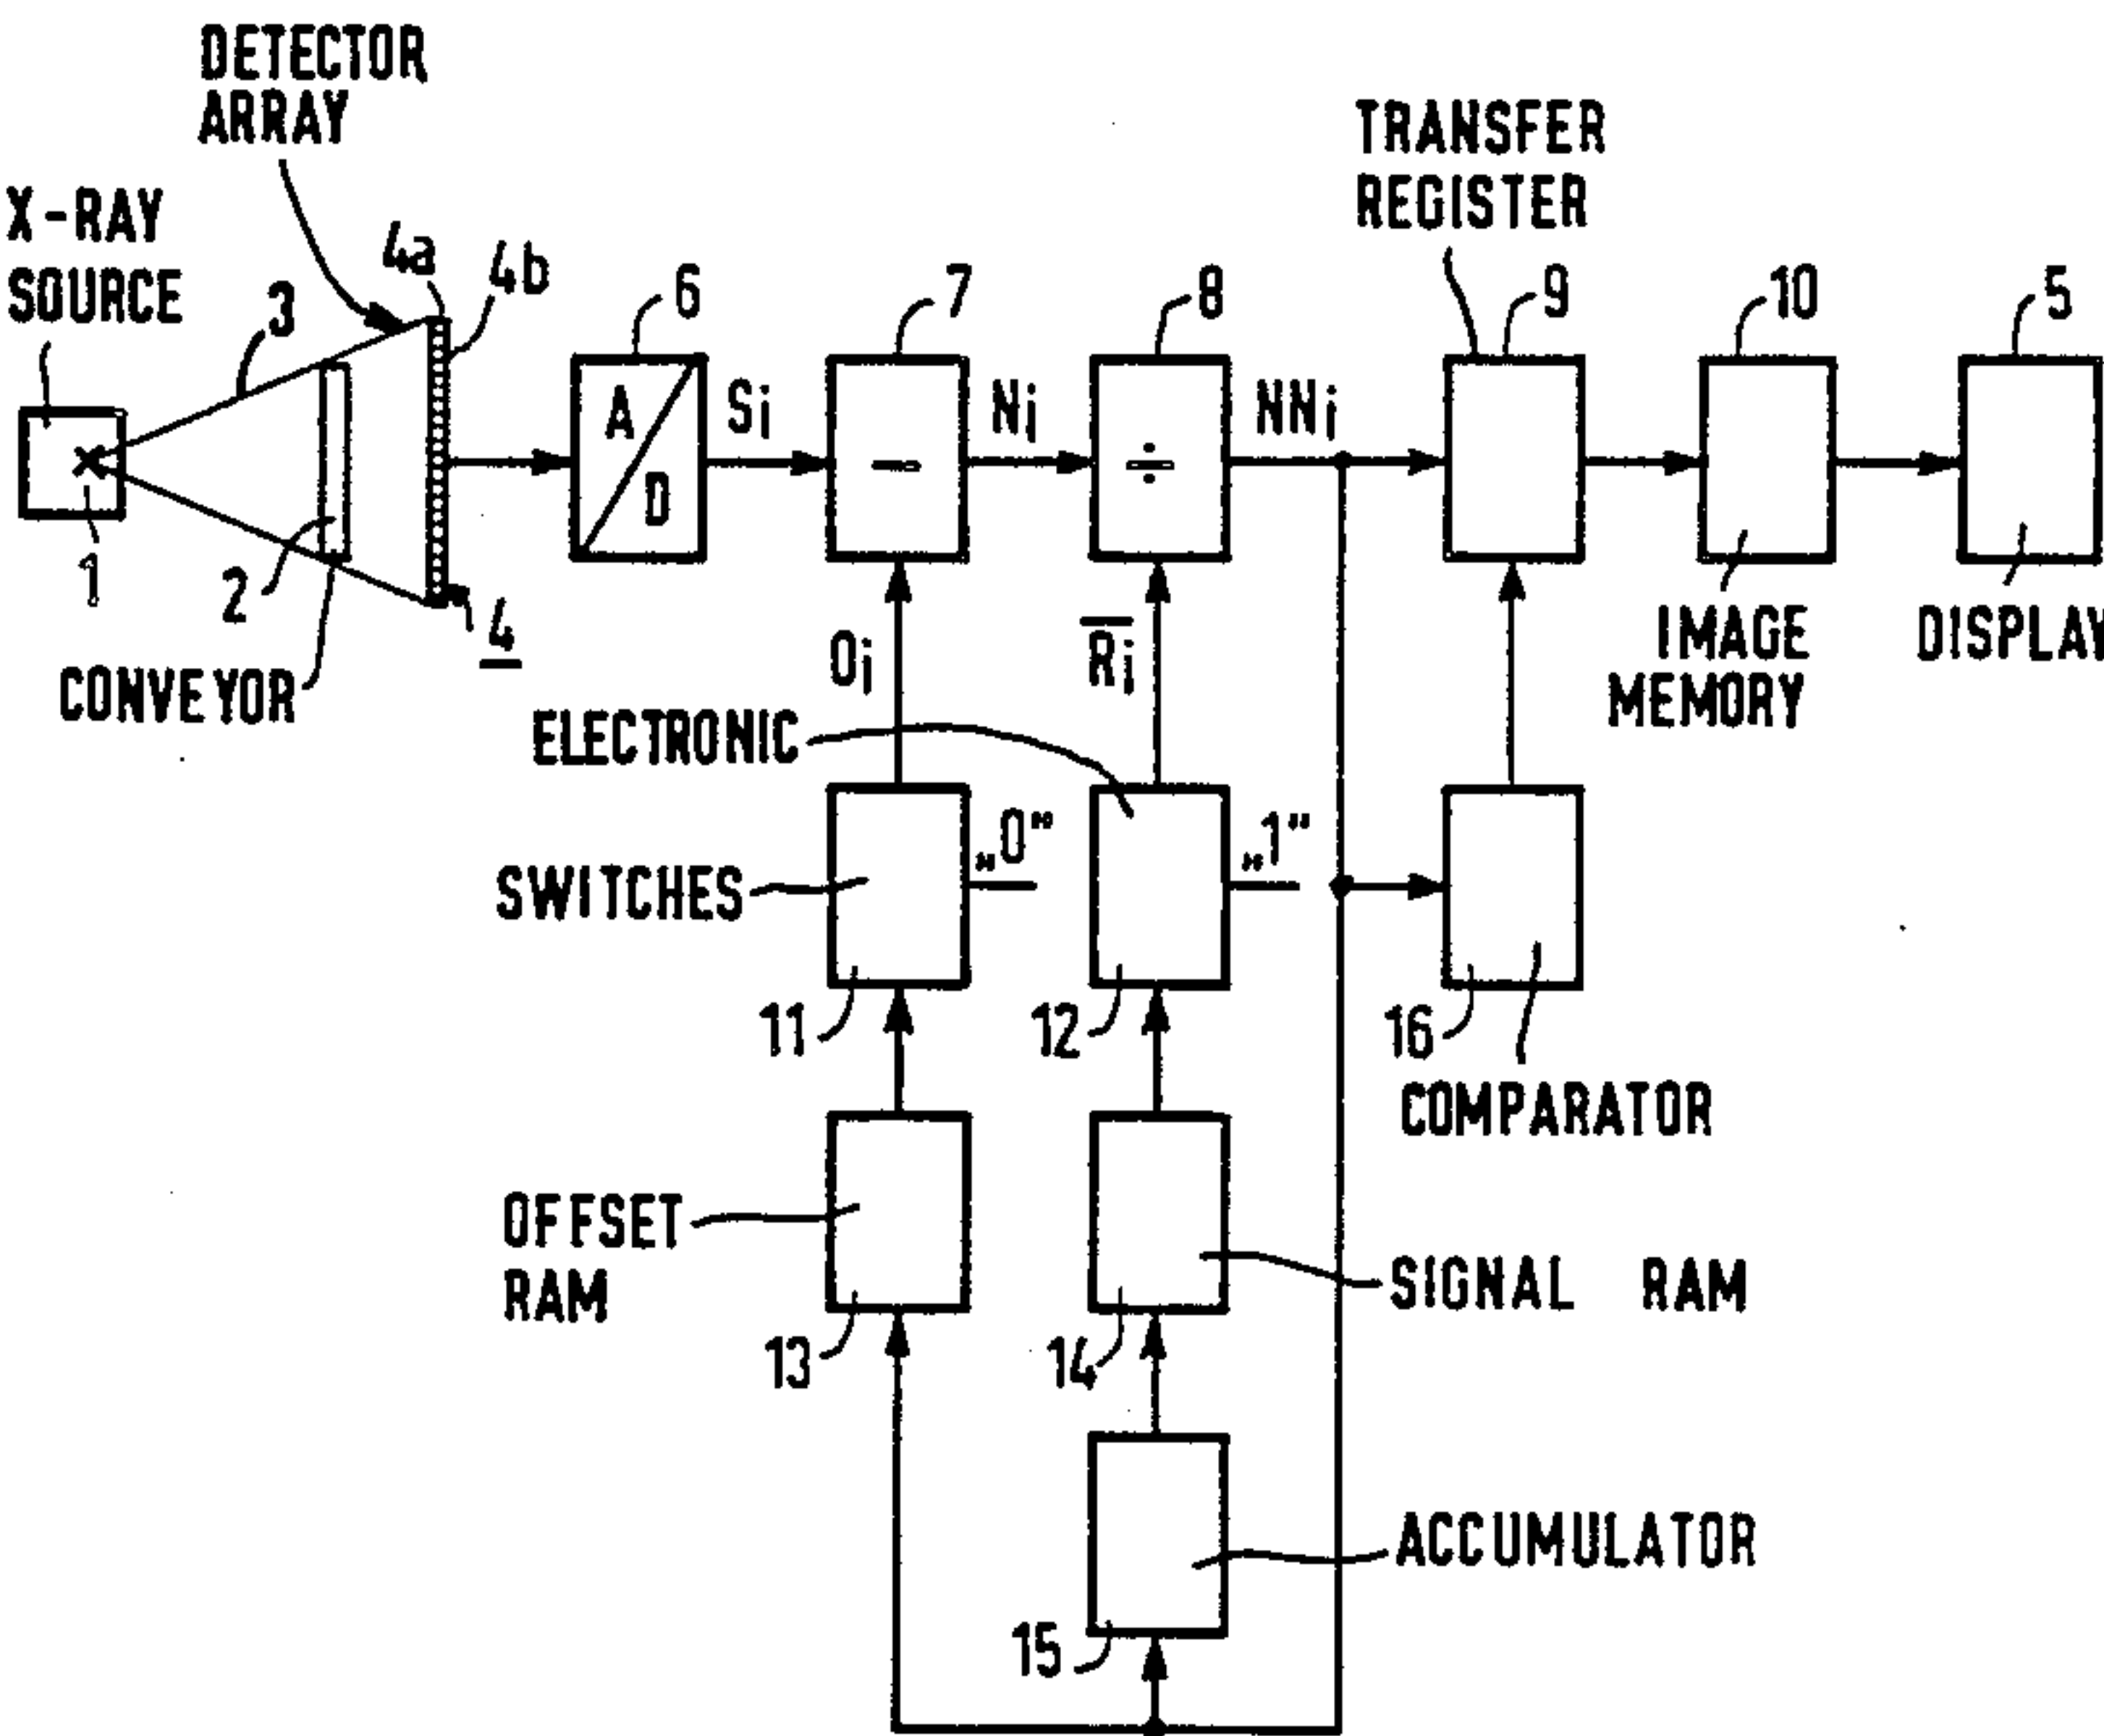 DETECTOR
ARRAY
TRANSFER
REGISTER
X-RAY
SOURCE
3
4a
4b
6
7
8
9
10
5
A
D
Si
Ni
NNi
−
÷
1
2
4
CONVEYOR
Oi
R̅i
IMAGE
MEMORY
DISPLAY
ELECTRONIC
SWITCHES
„0"
„1"
11
12
16
COMPARATOR
OFFSET
RAM
SIGNAL RAM
13
14
ACCUMULATOR
15